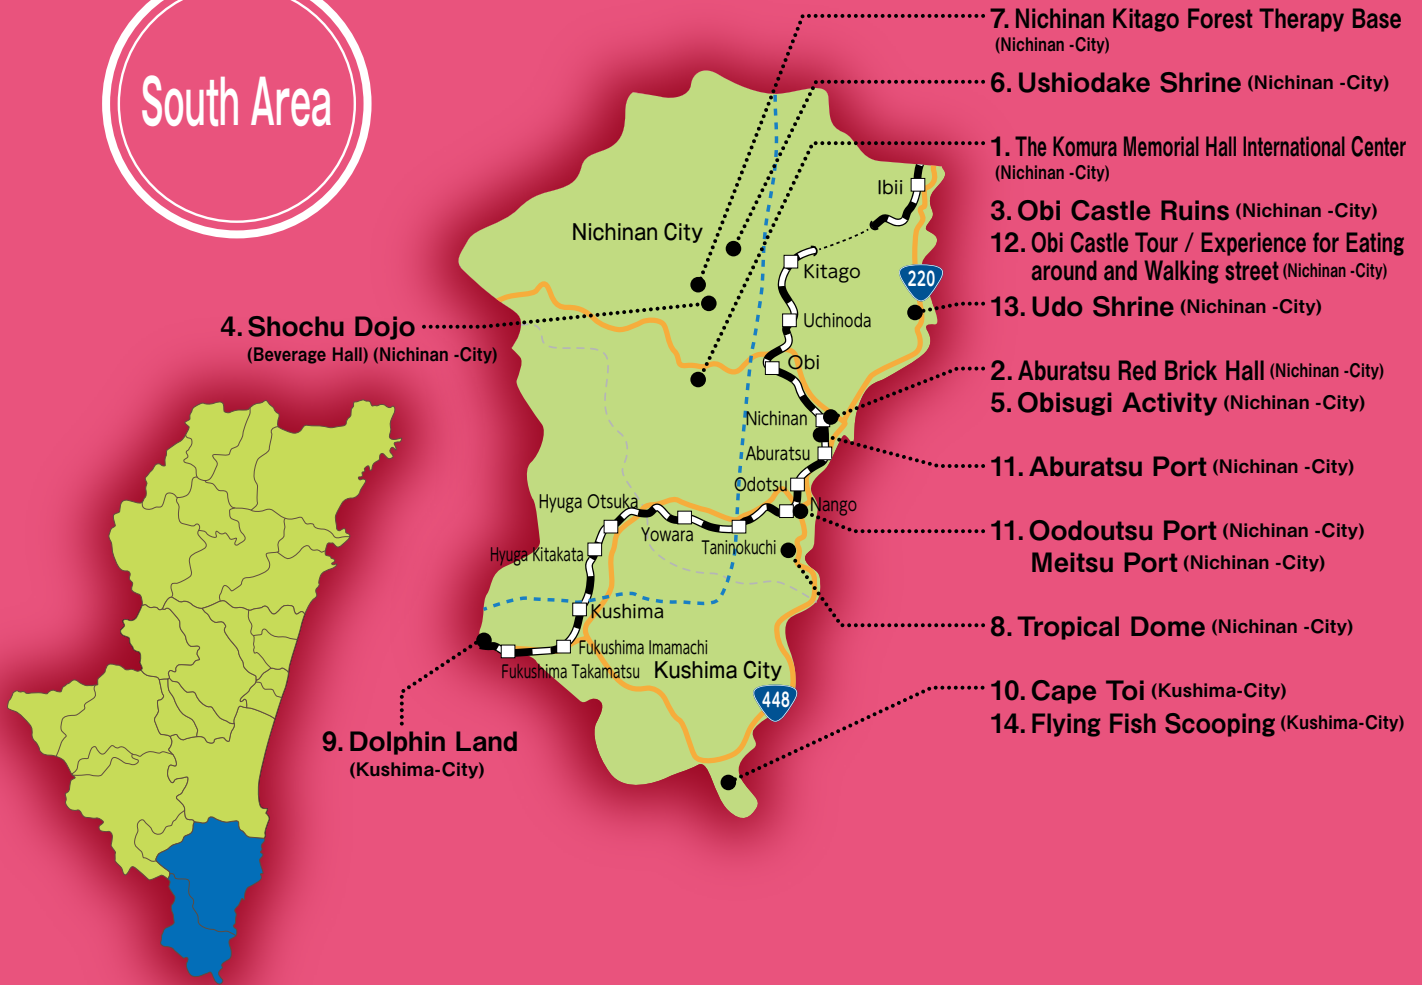 South Area
7. Nichinan Kitago Forest Therapy Base
(Nichinan -City)
6. Ushiodake Shrine (Nichinan -City)
1. The Komura Memorial Hall International Center
(Nichinan -City)
3. Obi Castle Ruins (Nichinan -City)
12. Obi Castle Tour / Experience for Eating
around and Walking street (Nichinan -City)
13. Udo Shrine (Nichinan -City)
2. Aburatsu Red Brick Hall (Nichinan -City)
5. Obisugi Activity (Nichinan -City)
11. Aburatsu Port (Nichinan -City)
11. Oodoutsu Port (Nichinan -City)
Meitsu Port (Nichinan -City)
8. Tropical Dome (Nichinan -City)
10. Cape Toi (Kushima-City)
14. Flying Fish Scooping (Kushima-City)
4. Shochu Dojo
(Beverage Hall) (Nichinan -City)
9. Dolphin Land
(Kushima-City)
Ibii
Nichinan City
Kitago
220
Uchinoda
Obi
Nichinan
Aburatsu
Odotsu
Nango
Hyuga Otsuka
Yowara
Taninokuchi
Hyuga Kitakata
Kushima
Fukushima Imamachi
Fukushima Takamatsu
Kushima City
448